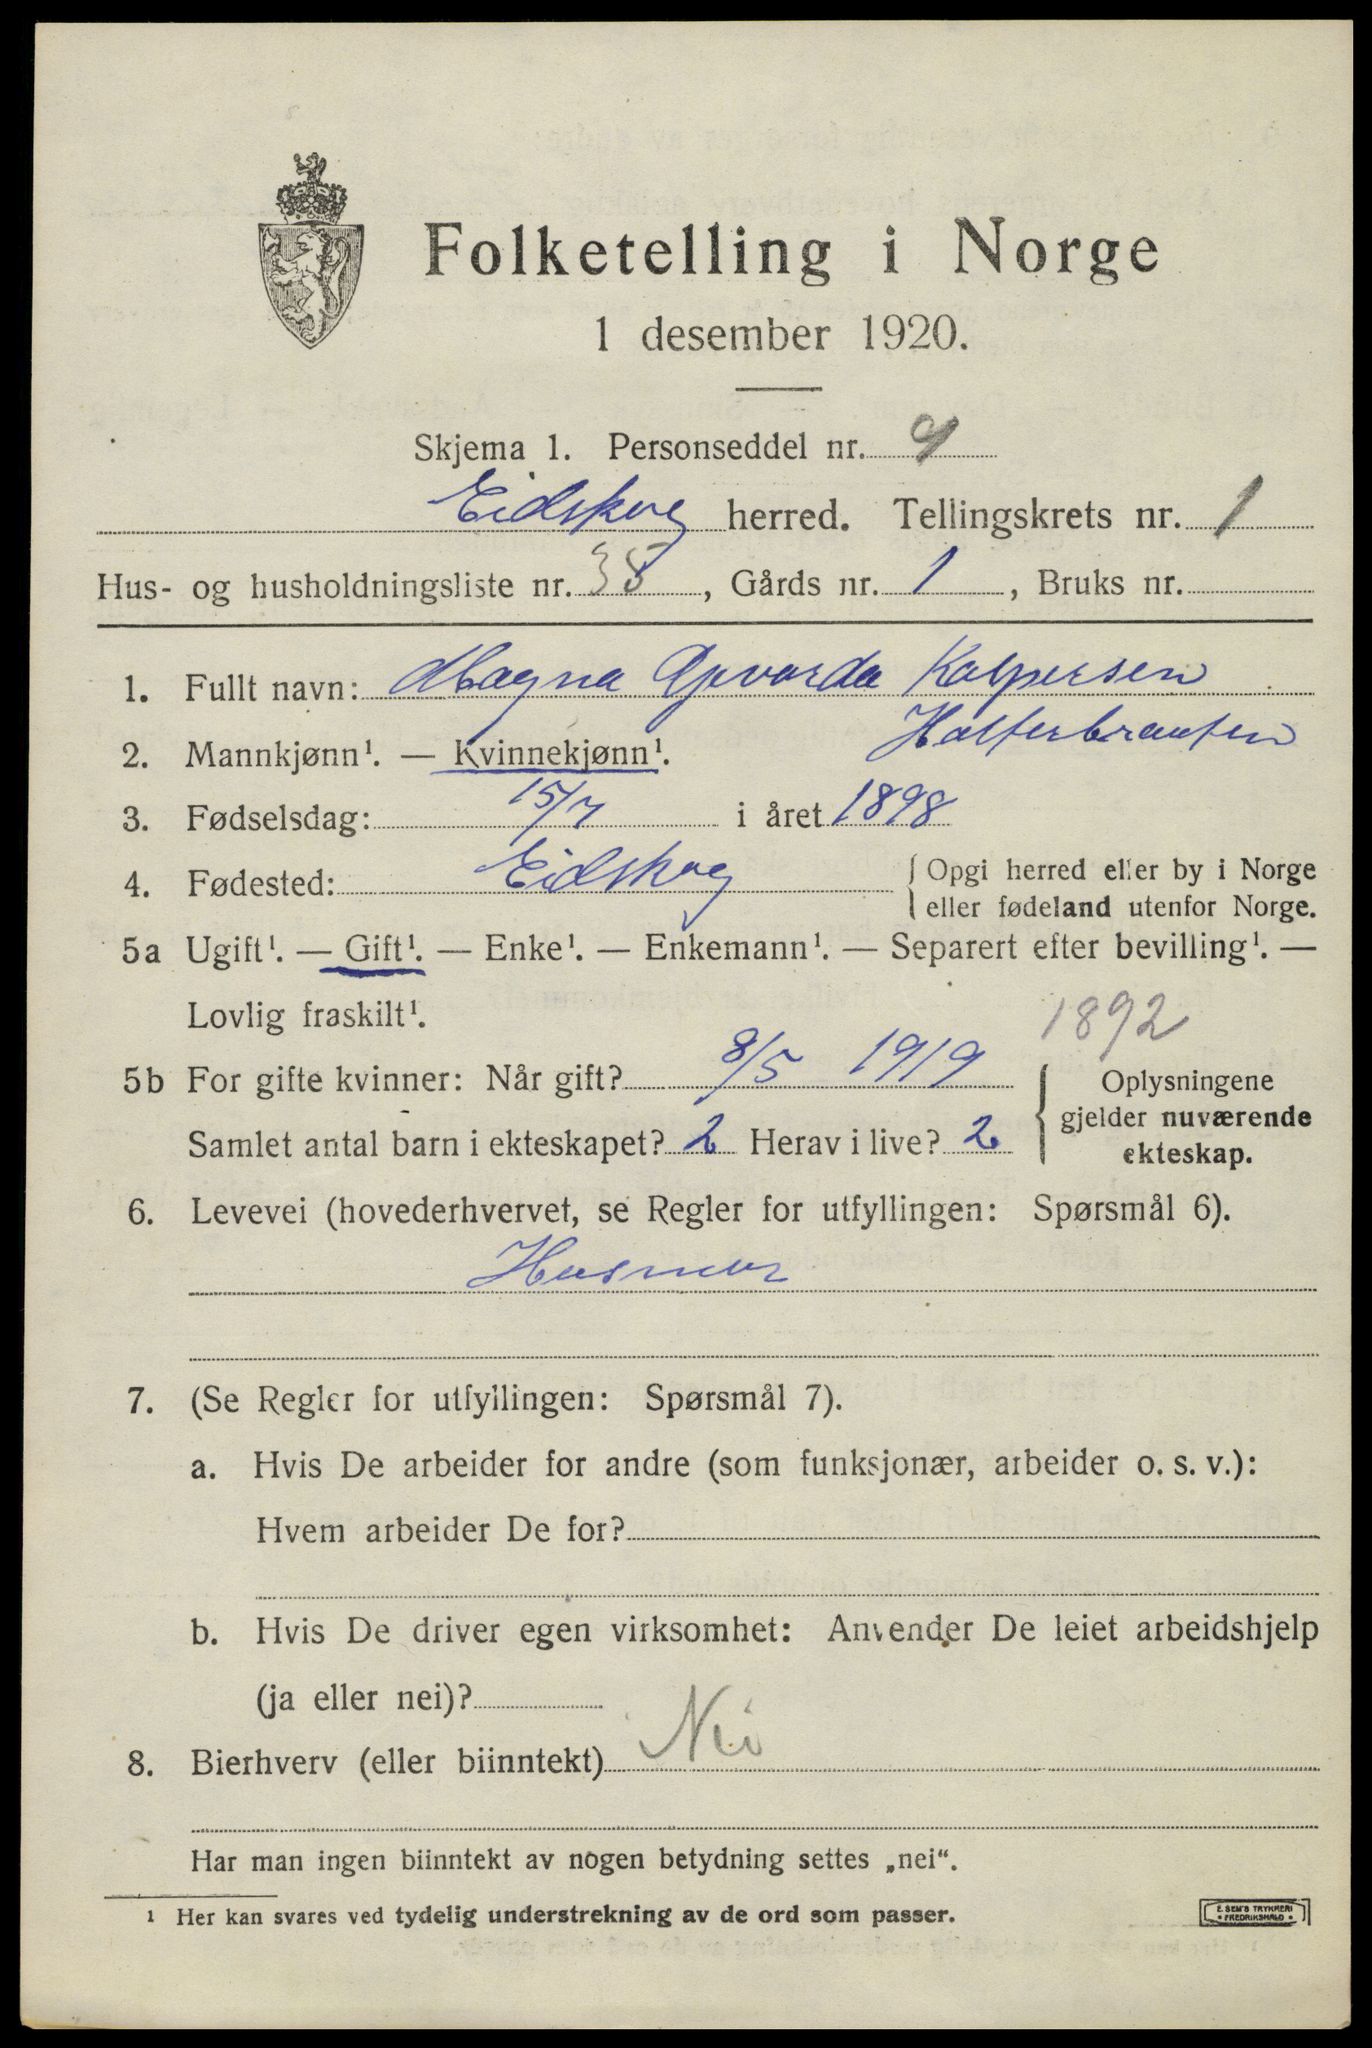 Folketelling i Norge
1 desember 1920.
Skjema 1. Personseddel nr.
Eidskog herred. Tellingskrets nr. 1
Hus- og husholdningsliste nr. 38, Gårds nr. 1, Bruks nr.
1. Fullt navn: Magna Kaspersen
2. Mannkjønn¹. — Kvinnekjønn¹.
3. Fødselsdag: 15/7 i året 1898
4. Fødested: Eidskog { Opgi herred eller by i Norge
eller fødeland utenfor Norge.
5a Ugift¹. — Gift¹. — Enke¹. — Enkemann¹. — Separert efter bevilling¹. —
Lovlig fraskilt¹. 1892
5b For gifte kvinner: Når gift? 8/5 1919
Samlet antal barn i ekteskapet? 2 Herav i live? 2
{ Oplysningene
gjelder nuværende
ekteskap.
6. Levevei (hovederhvervet, se Regler for utfyllingen: Spørsmål 6).
Husmor
7. (Se Regler for utfyllingen: Spørsmål 7).
a. Hvis De arbeider for andre (som funksjonær, arbeider o. s. v.):
Hvem arbeider De for?
b. Hvis De driver egen virksomhet: Anvender De leiet arbeidshjelp
(ja eller nei)?
8. Bierhverv (eller biinntekt) Nei
Har man ingen biinntekt av nogen betydning settes „nei“.
¹ Her kan svares ved tydelig understrekning av de ord som passer.
E. SEM'S TRYKKERI
• FREDRIKSHALD •